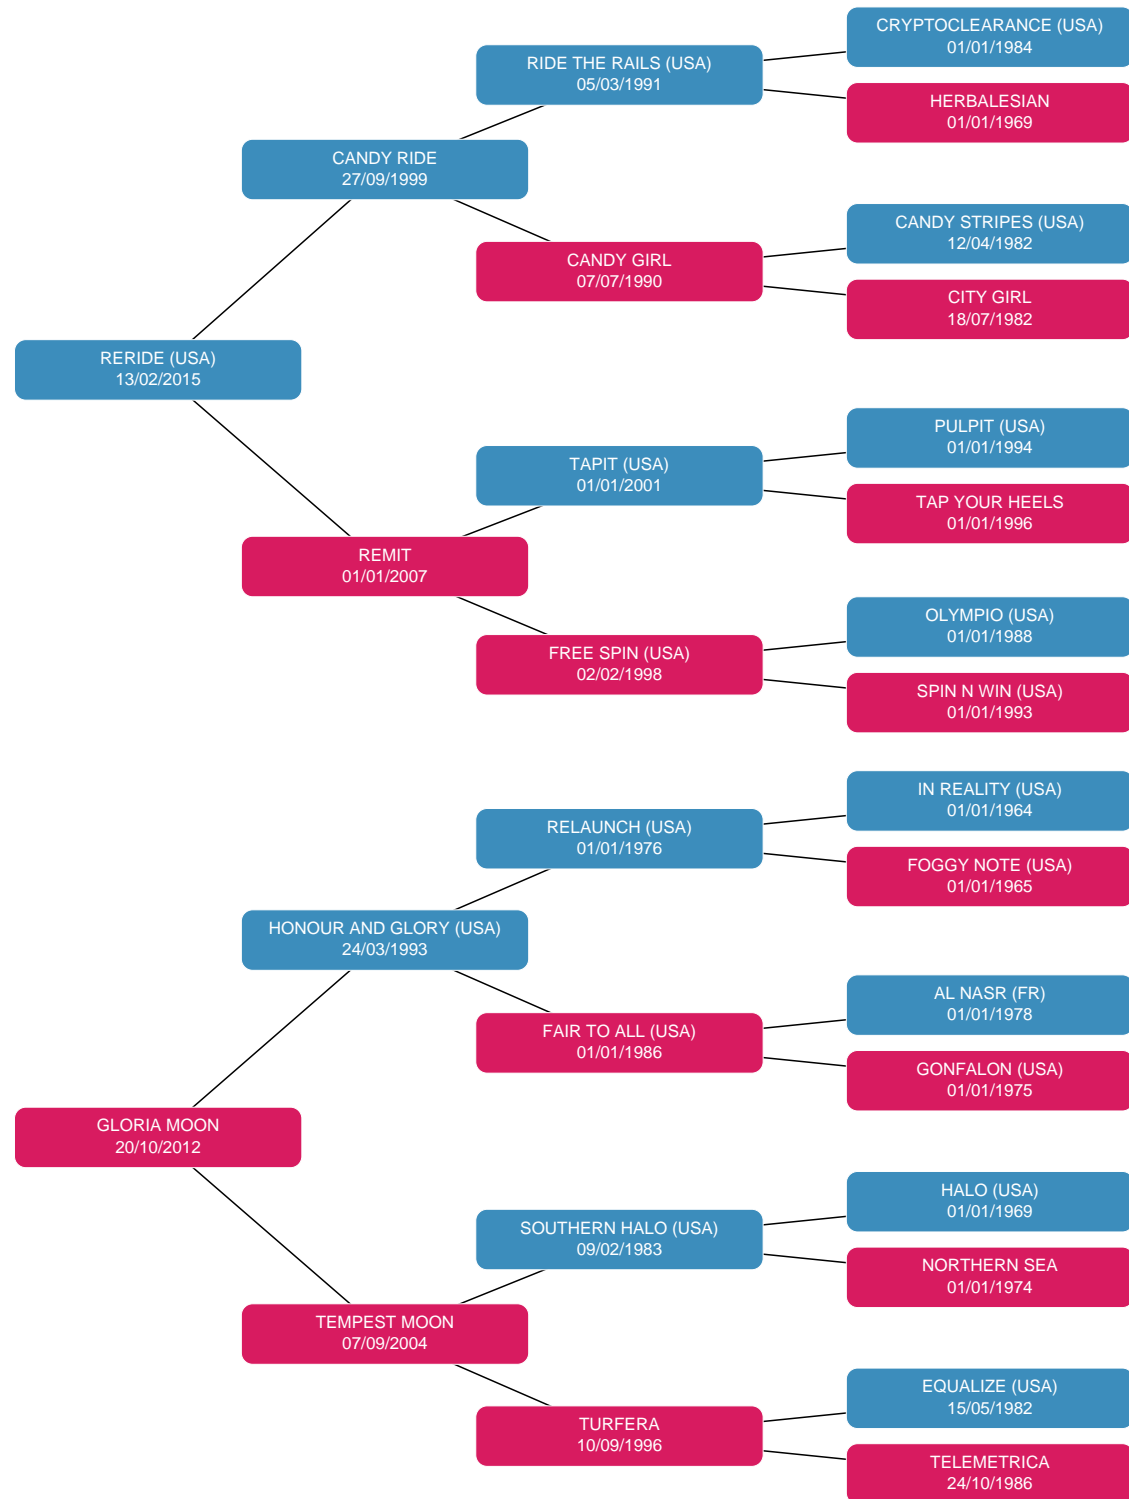 CRYPTOCLEARANCE (USA)
01/01/1984
RIDE THE RAILS (USA)
05/03/1991
HERBALESIAN
01/01/1969
CANDY RIDE
27/09/1999
CANDY STRIPES (USA)
12/04/1982
CANDY GIRL
07/07/1990
CITY GIRL
18/07/1982
RERIDE (USA)
13/02/2015
PULPIT (USA)
01/01/1994
TAPIT (USA)
01/01/2001
TAP YOUR HEELS
01/01/1996
REMIT
01/01/2007
OLYMPIO (USA)
01/01/1988
FREE SPIN (USA)
02/02/1998
SPIN N WIN (USA)
01/01/1993
IN REALITY (USA)
01/01/1964
RELAUNCH (USA)
01/01/1976
FOGGY NOTE (USA)
01/01/1965
HONOUR AND GLORY (USA)
24/03/1993
AL NASR (FR)
01/01/1978
FAIR TO ALL (USA)
01/01/1986
GONFALON (USA)
01/01/1975
GLORIA MOON
20/10/2012
HALO (USA)
01/01/1969
SOUTHERN HALO (USA)
09/02/1983
NORTHERN SEA
01/01/1974
TEMPEST MOON
07/09/2004
EQUALIZE (USA)
15/05/1982
TURFERA
10/09/1996
TELEMETRICA
24/10/1986